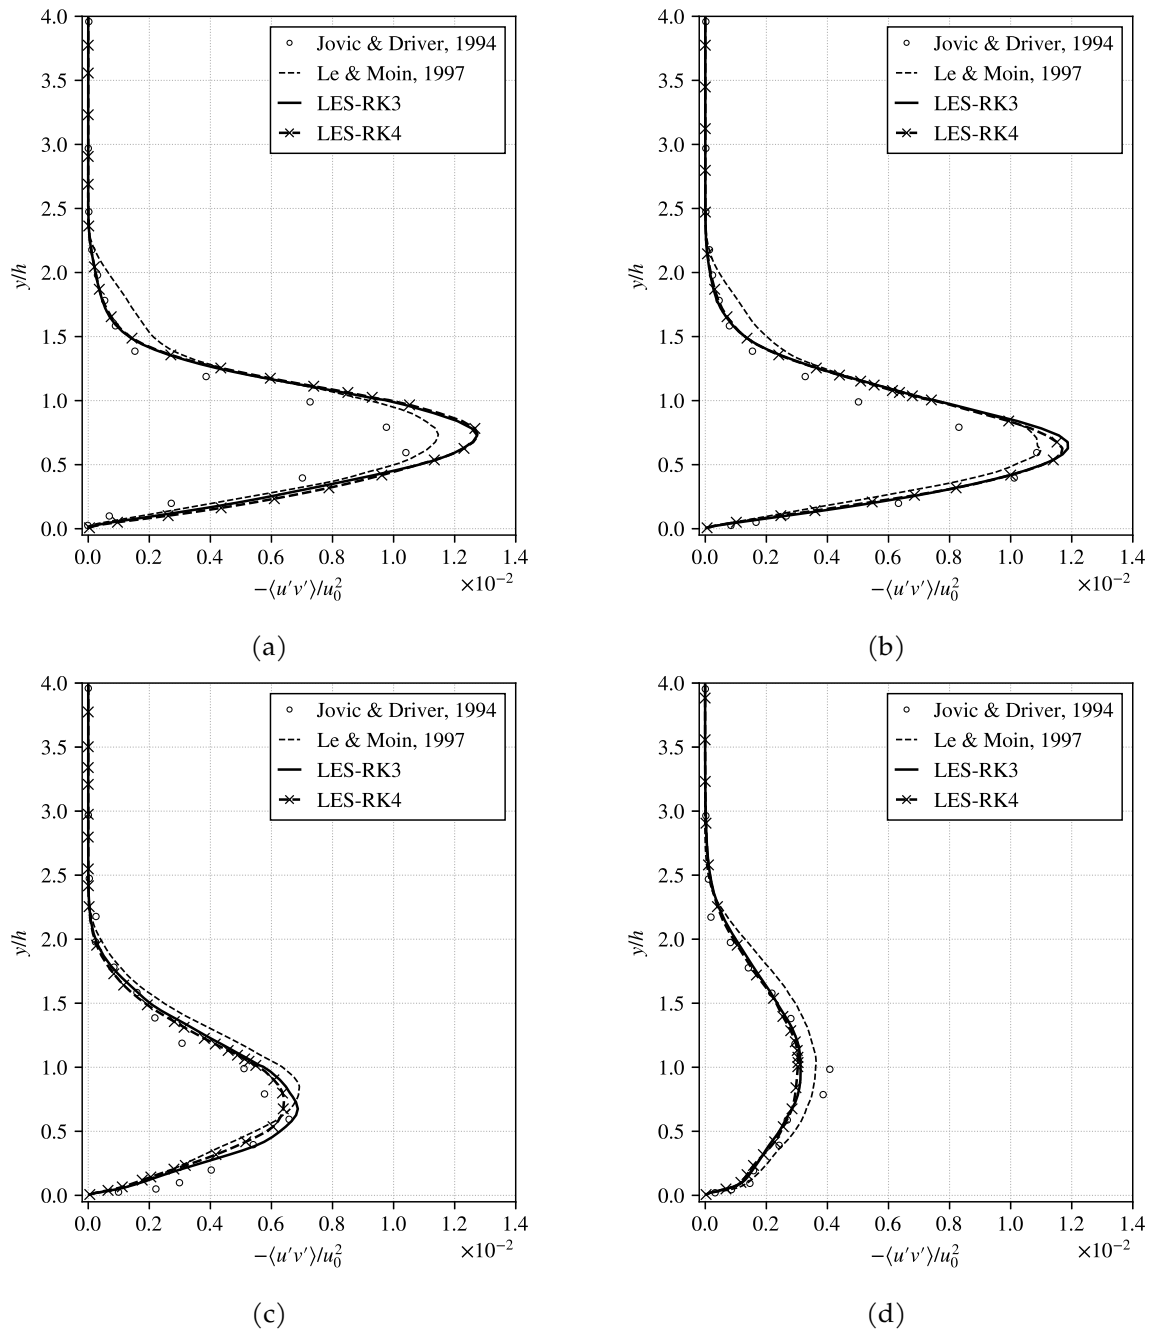 4.0
3.5
3.0
2.5
2.0
1.5
1.0
0.5
0.0
y/h
Jovic & Driver, 1994
Le & Moin, 1997
LES-RK3
LES-RK4
0.0 0.2 0.4 0.6 0.8 1.0 1.2 1.4
−⟨u′v′⟩/u₀²
×10⁻²
(a)
4.0
3.5
3.0
2.5
2.0
1.5
1.0
0.5
0.0
y/h
Jovic & Driver, 1994
Le & Moin, 1997
LES-RK3
LES-RK4
0.0 0.2 0.4 0.6 0.8 1.0 1.2 1.4
−⟨u′v′⟩/u₀²
×10⁻²
(b)
4.0
3.5
3.0
2.5
2.0
1.5
1.0
0.5
0.0
y/h
Jovic & Driver, 1994
Le & Moin, 1997
LES-RK3
LES-RK4
0.0 0.2 0.4 0.6 0.8 1.0 1.2 1.4
−⟨u′v′⟩/u₀²
×10⁻²
(c)
4.0
3.5
3.0
2.5
2.0
1.5
1.0
0.5
0.0
y/h
Jovic & Driver, 1994
Le & Moin, 1997
LES-RK3
LES-RK4
0.0 0.2 0.4 0.6 0.8 1.0 1.2 1.4
−⟨u′v′⟩/u₀²
×10⁻²
(d)